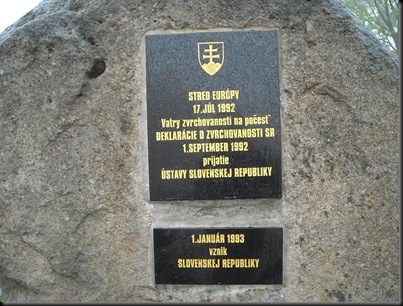 STRED EURÓPY
17.JÚL 1992
Vatry zvrchovanosti na počesť
DEKLARÁCIE O ZVRCHOVANOSTI SR
1.SEPTEMBER 1992
prijatie
ÚSTAVY SLOVENSKEJ REPUBLIKY
1.JANUÁR 1993
vznik
SLOVENSKEJ REPUBLIKY